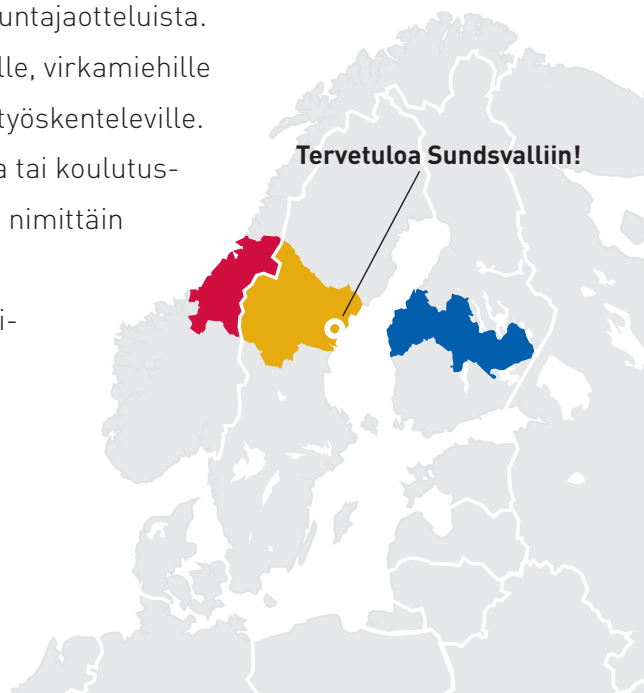 untajaotteluista.
lle, virkamiehille
työskenteleville.
a tai koulutus-
nimittäin
i-
Tervetuloa Sundsvalliin!